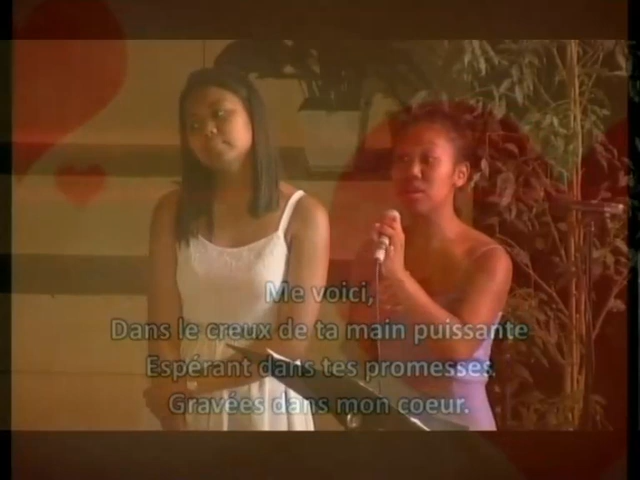 Me voici,
Dans le creux de ta main puissante
Espérant dans tes promesses
Gravées dans mon coeur.